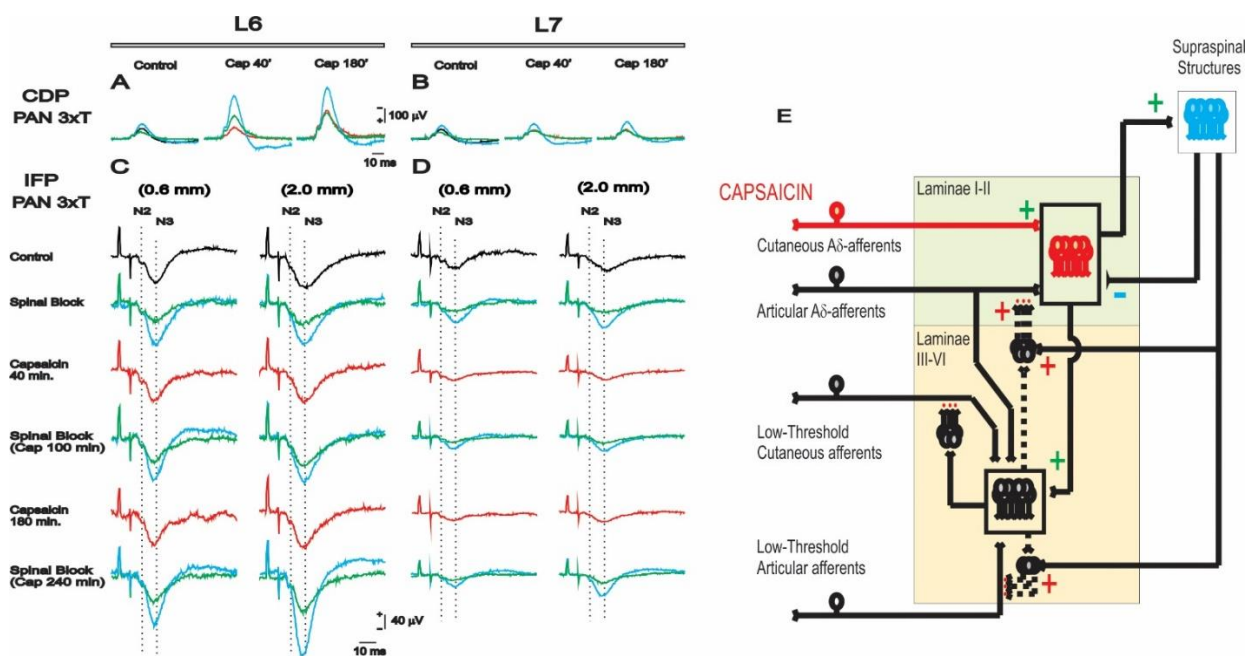 L6
L7
Control
Cap 40'
Cap 180'
Control
Cap 40'
Cap 180'
A
B
CDP
PAN 3xT
-
+
100 µV
10 ms
C
D
IFP
PAN 3xT
(0.6 mm)
(2.0 mm)
(0.6 mm)
(2.0 mm)
N2
N3
N2
N3
N2
N3
N2
N3
Control
Spinal Block
Capsaicin
40 min.
Spinal Block
(Cap 100 min)
Capsaicin
180 min.
Spinal Block
(Cap 240 min)
+
-
40 µV
10 ms
E
Supraspinal
Structures
+
Laminae I-II
CAPSAICIN
+
Cutaneous Aδ-afferents
Articular Aδ-afferents
-
+
Laminae
III-VI
+
Low-Threshold
Cutaneous afferents
+
Low-Threshold
Articular afferents
+